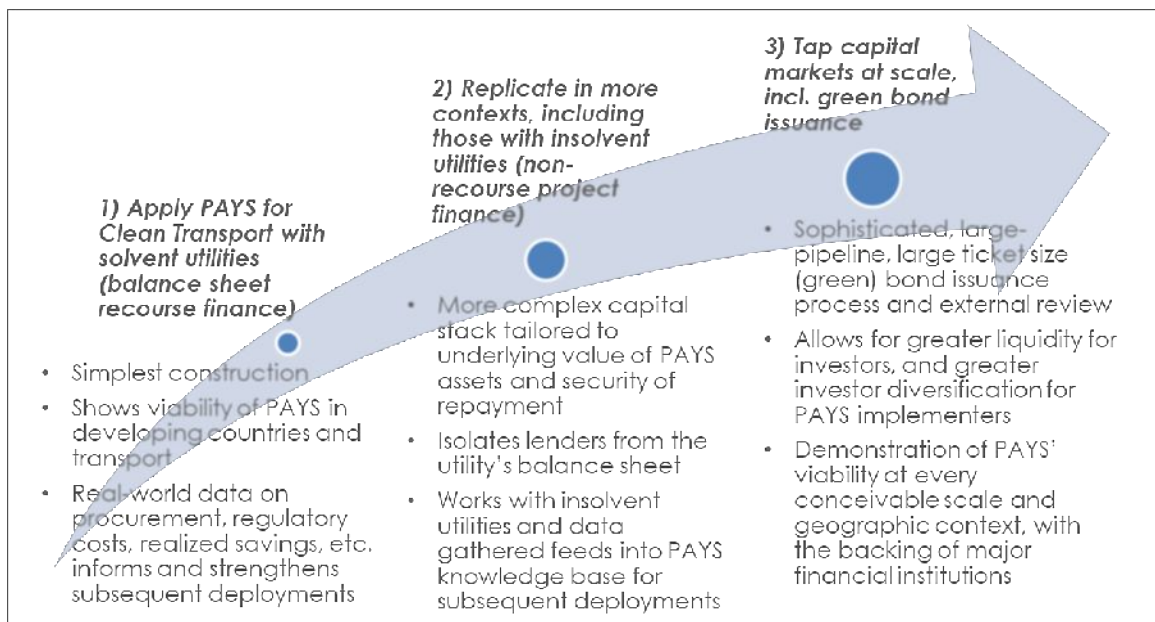 1) Apply PAYS for
Clean Transport with
solvent utilities
(balance sheet
recourse finance)
• Simplest construction
• Shows viability of PAYS in
developing countries and
transport
• Real-world data on
procurement, regulatory
costs, realized savings, etc.
informs and strengthens
subsequent deployments
2) Replicate in more
contexts, including
those with insolvent
utilities (non-
recourse project
finance)
• More complex capital
stack tailored to
underlying value of PAYS
assets and security of
repayment
• Isolates lenders from the
utility's balance sheet
• Works with insolvent
utilities and data
gathered feeds into PAYS
knowledge base for
subsequent deployments
3) Tap capital
markets at scale,
incl. green bond
issuance
• Sophisticated, large-
pipeline, large ticket size
(green) bond issuance
process and external review
• Allows for greater liquidity for
investors, and greater
investor diversification for
PAYS implementers
• Demonstration of PAYS'
viability at every
conceivable scale and
geographic context, with
the backing of major
financial institutions